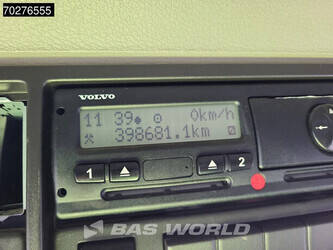 70276555
VOLVO
11 39 0km/h
398681.1km
1 2
BAS WORLD